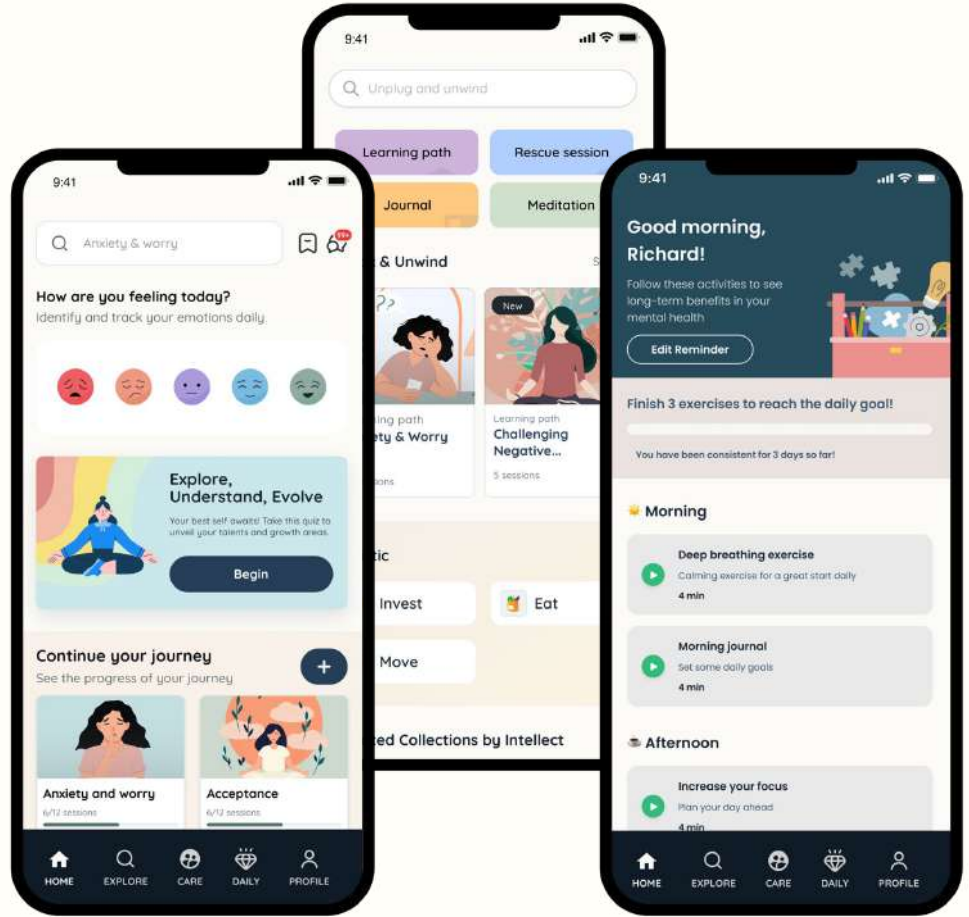 9:41
Anxiety & worry
99+
How are you feeling today?
Identify and track your emotions daily
Explore,
Understand, Evolve
Your best self awaits! Take this quiz to
unveil your talents and growth areas.
Begin
Continue your journey
See the progress of your journey
+
Anxiety and worry
6/12 sessions
Acceptance
6/12 sessions
HOME
EXPLORE
CARE
DAILY
PROFILE
9:41
Unplug and unwind
Learning path
Rescue session
Journal
Meditation
& Unwind
New
Learning path
Challenging
Negative...
5 sessions
& Worry
Invest
Eat
Move
Collections by Intellect
9:41
Good morning,
Richard!
Follow these activities to see
long-term benefits in your
mental health
Edit Reminder
Finish 3 exercises to reach the daily goal!
You have been consistent for 3 days so far!
Morning
Deep breathing exercise
Calming exercise for a great start daily
4 min
Morning journal
Set some daily goals
4 min
Afternoon
Increase your focus
Plan your day ahead
4 min
HOME
EXPLORE
CARE
DAILY
PROFILE